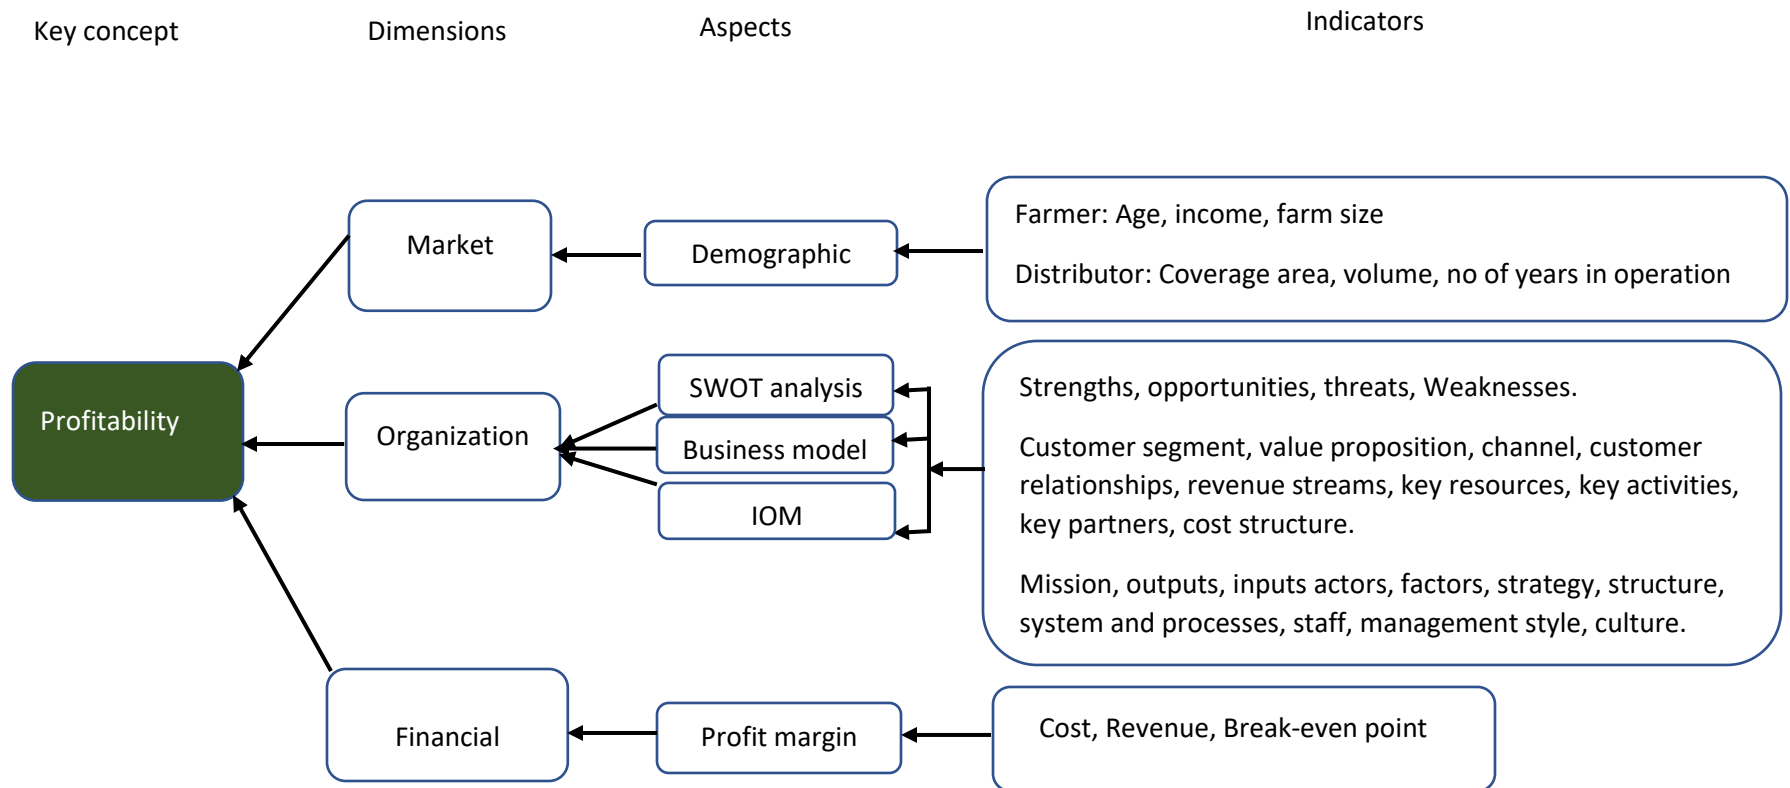 Key concept
Dimensions
Aspects
Indicators
Market
Demographic
Farmer: Age, income, farm size
Distributor: Coverage area, volume, no of years in operation
Profitability
Organization
SWOT analysis
Business model
IOM
Strengths, opportunities, threats, Weaknesses.
Customer segment, value proposition, channel, customer
relationships, revenue streams, key resources, key activities,
key partners, cost structure.
Mission, outputs, inputs actors, factors, strategy, structure,
system and processes, staff, management style, culture.
Financial
Profit margin
Cost, Revenue, Break-even point